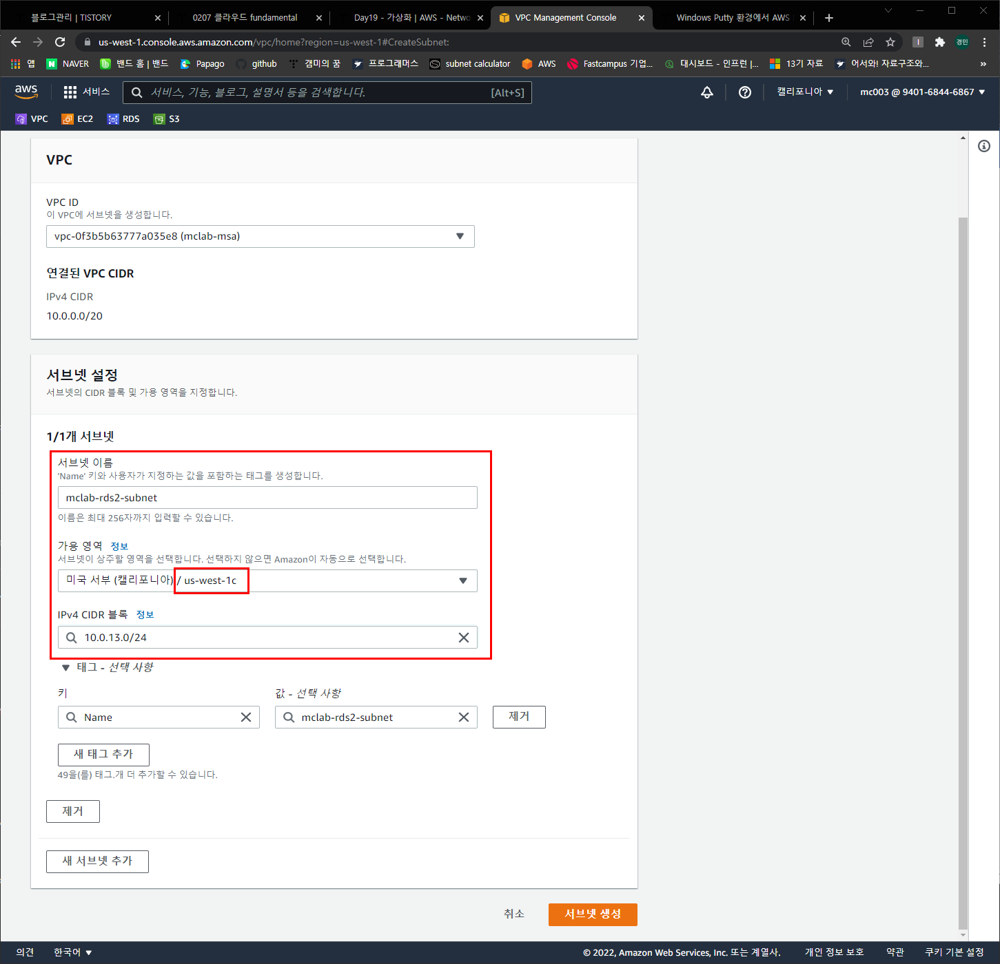 블로그관리 | TISTORY
0207 클라우드 fundamental
Day19 - 가상화 | AWS - Netwo
VPC Management Console
Windows Putty 환경에서 AWS
us-west-1.console.aws.amazon.com/vpc/home?region=us-west-1#CreateSubnet:
경민
앱
NAVER
밴드 홈 | 밴드
Papago
github
캠미의 꿈
프로그래머스
subnet calculator
AWS
Fastcampus 기업...
대시보드 - 인프런 |...
13기 자료
어서와! 자료구조와...
»
aws
서비스
서비스, 기능, 블로그, 설명서 등을 검색합니다.
[Alt+S]
캘리포니아
mc003 @ 9401-6844-6867
VPC
EC2
RDS
S3
VPC
VPC ID
이 VPC에 서브넷을 생성합니다.
vpc-0f3b5b63777a035e8 (mclab-msa)
연결된 VPC CIDR
IPv4 CIDR
10.0.0.0/20
서브넷 설정
서브넷의 CIDR 블록 및 가용 영역을 지정합니다.
1/1개 서브넷
서브넷 이름
'Name' 키와 사용자가 지정하는 값을 포함하는 태그를 생성합니다.
mclab-rds2-subnet
이름은 최대 256자까지 입력할 수 있습니다.
가용 영역 정보
서브넷이 상주할 영역을 선택합니다. 선택하지 않으면 Amazon이 자동으로 선택합니다.
미국 서부 (캘리포니아) / us-west-1c
IPv4 CIDR 블록 정보
10.0.13.0/24
태그 - 선택 사항
키
값 - 선택 사항
Name
mclab-rds2-subnet
제거
새 태그 추가
49을(를) 태그.개 더 추가할 수 있습니다.
제거
새 서브넷 추가
취소
서브넷 생성
의견
한국어
© 2022, Amazon Web Services, Inc. 또는 계열사.
개인 정보 보호
약관
쿠키 기본 설정